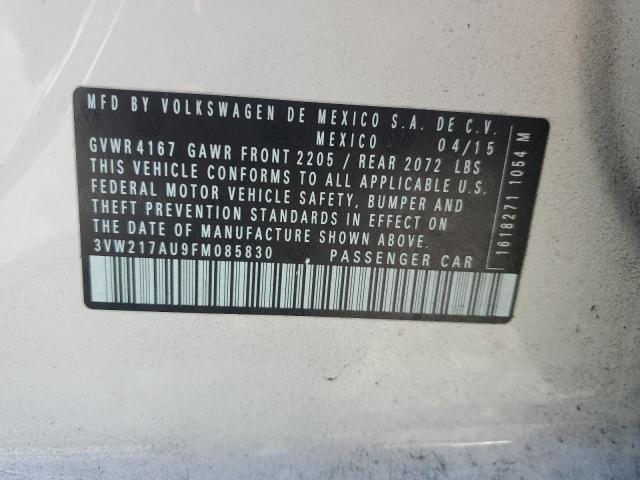 MFD BY VOLKSWAGEN DE MEXICO S.A. DE C.V.
MEXICO 04/15
GVWR 4167 GAWR FRONT 2205 / REAR 2072 LBS
THIS VEHICLE CONFORMS TO ALL APPLICABLE U.S.
FEDERAL MOTOR VEHICLE SAFETY, BUMPER AND
THEFT PREVENTION STANDARDS IN EFFECT ON
THE DATE OF MANUFACTURE SHOWN ABOVE.
3VW217AU9FM085830 PASSENGER CAR
1618271 1054 M